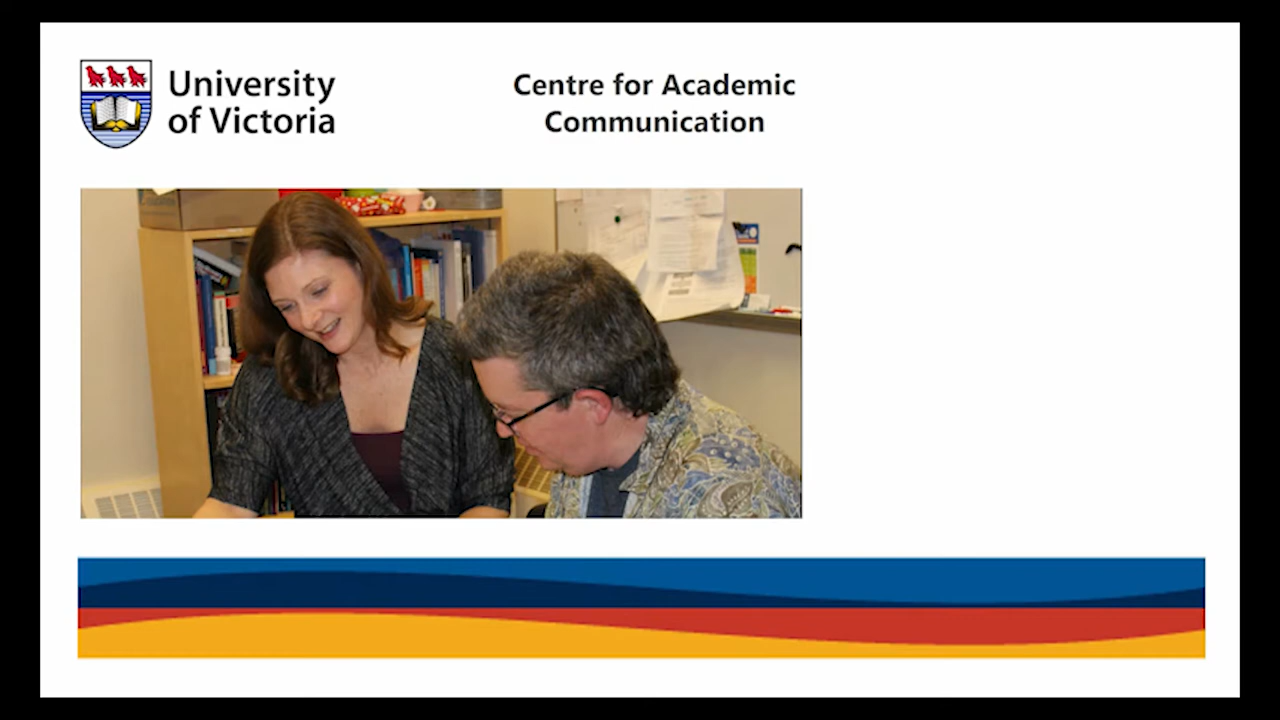 University
of Victoria
Centre for Academic
Communication